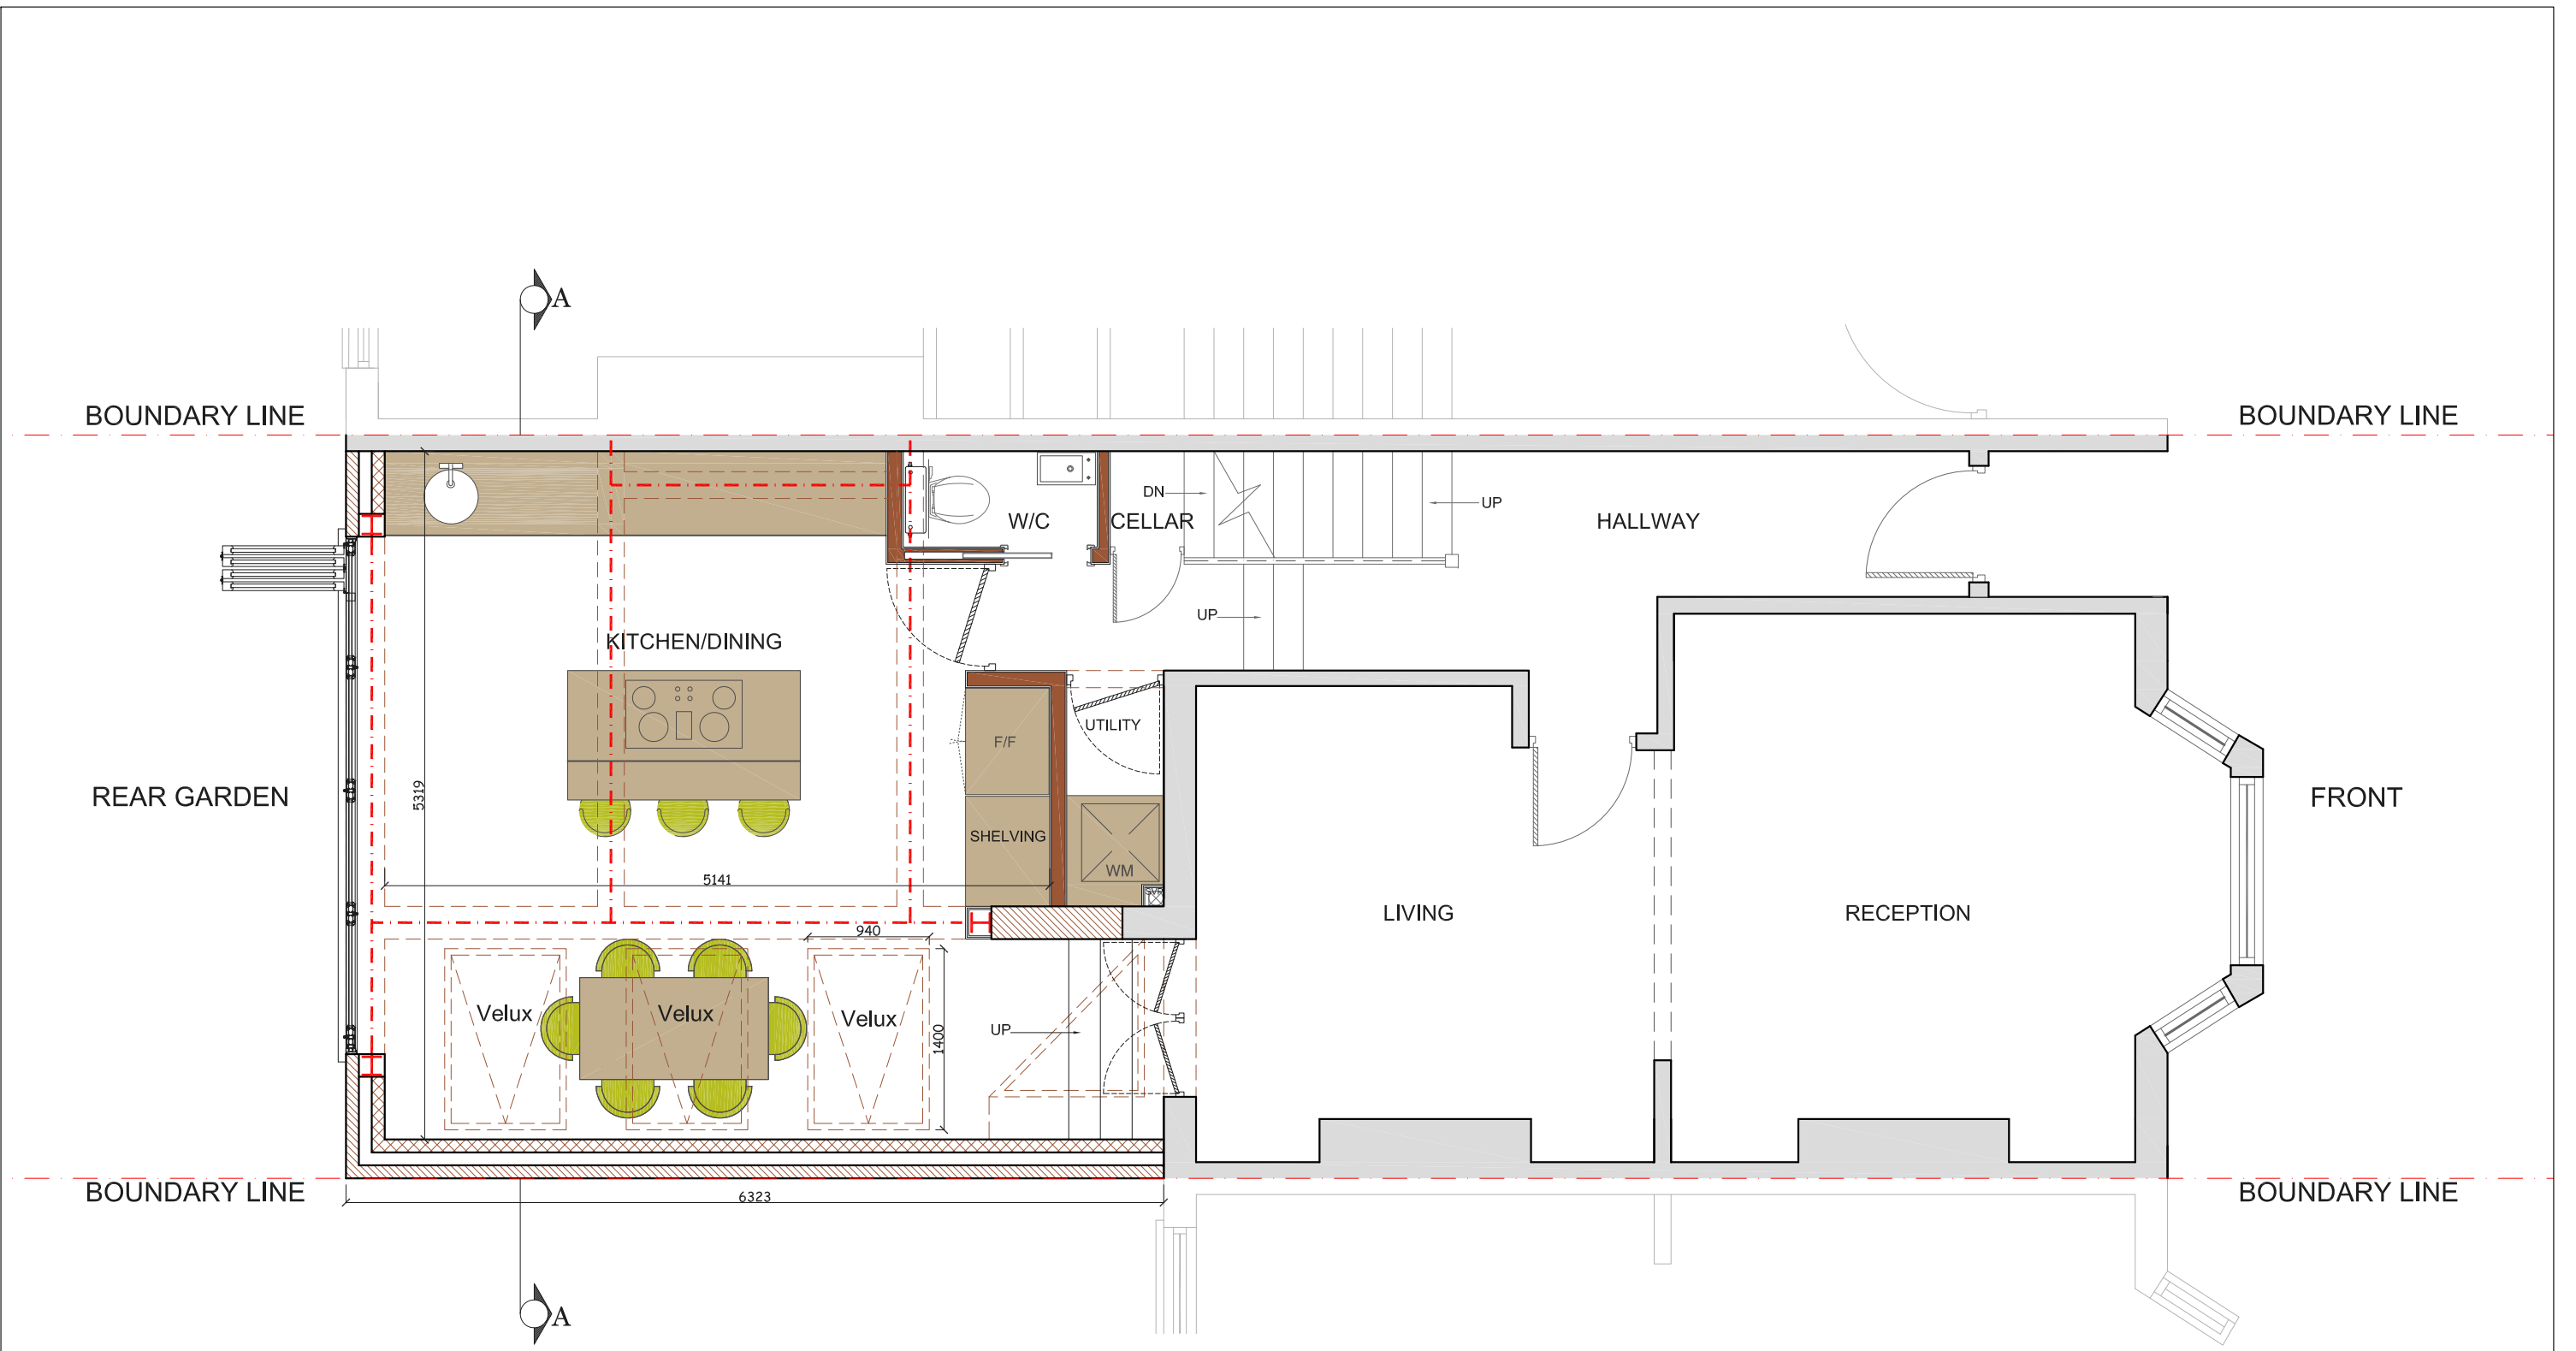 A
BOUNDARY LINE
BOUNDARY LINE
DN
UP
W/C
CELLAR
HALLWAY
UP
KITCHEN/DINING
UTILITY
F/F
REAR GARDEN
5319
FRONT
SHELVING
WM
5141
SVP
LIVING
RECEPTION
940
Velux
Velux
Velux
UP
1400
BOUNDARY LINE
6323
BOUNDARY LINE
A